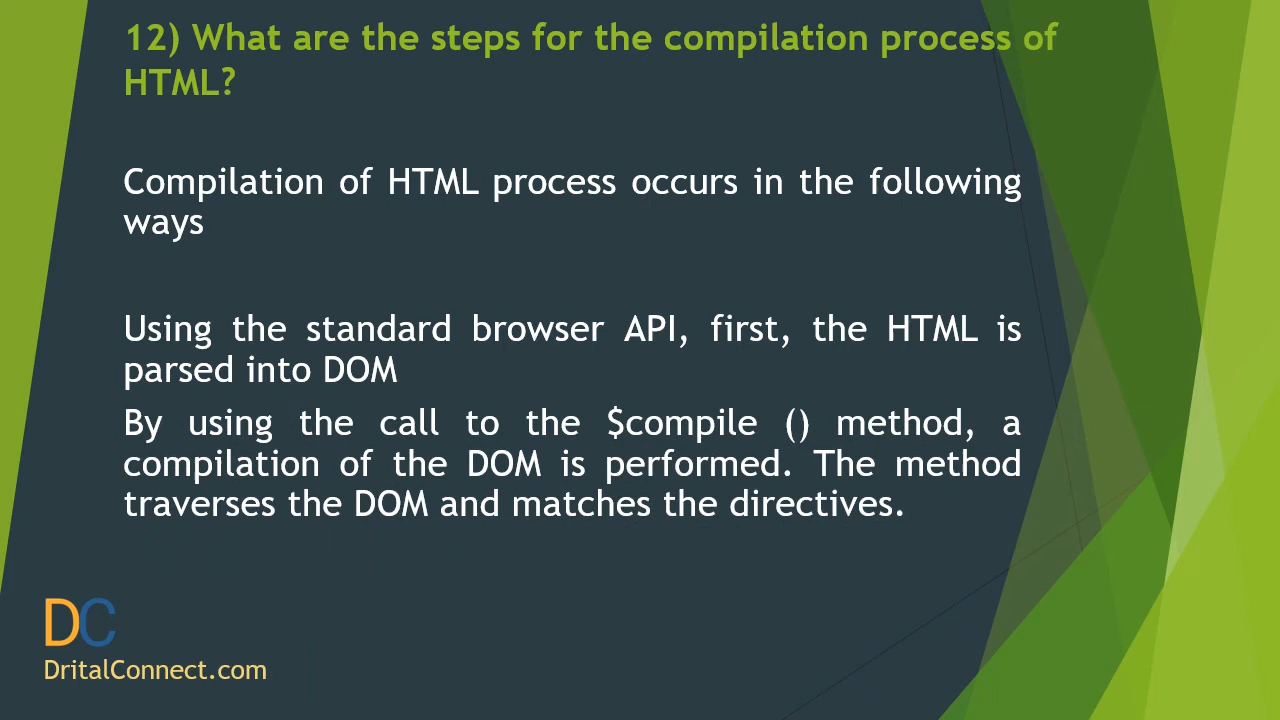 12) What are the steps for the compilation process of
HTML?
Compilation of HTML process occurs in the following
ways
Using the standard browser API, first, the HTML is
parsed into DOM
By using the call to the $compile () method, a
compilation of the DOM is performed. The method
traverses the DOM and matches the directives.
DC
DritalConnect.com